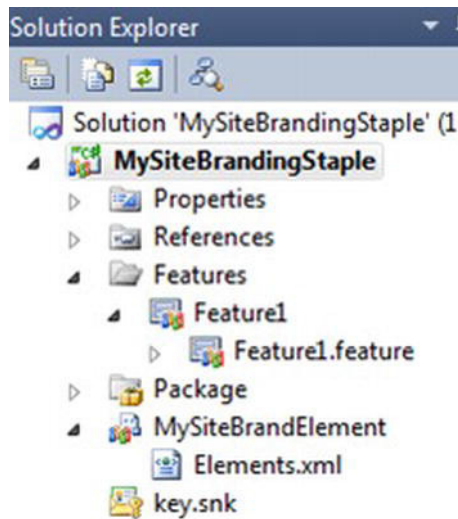 Solution Explorer
Solution 'MySiteBrandingStaple' (1
MySiteBrandingStaple
Properties
References
Features
Feature1
Feature1.feature
Package
MySiteBrandElement
Elements.xml
key.snk